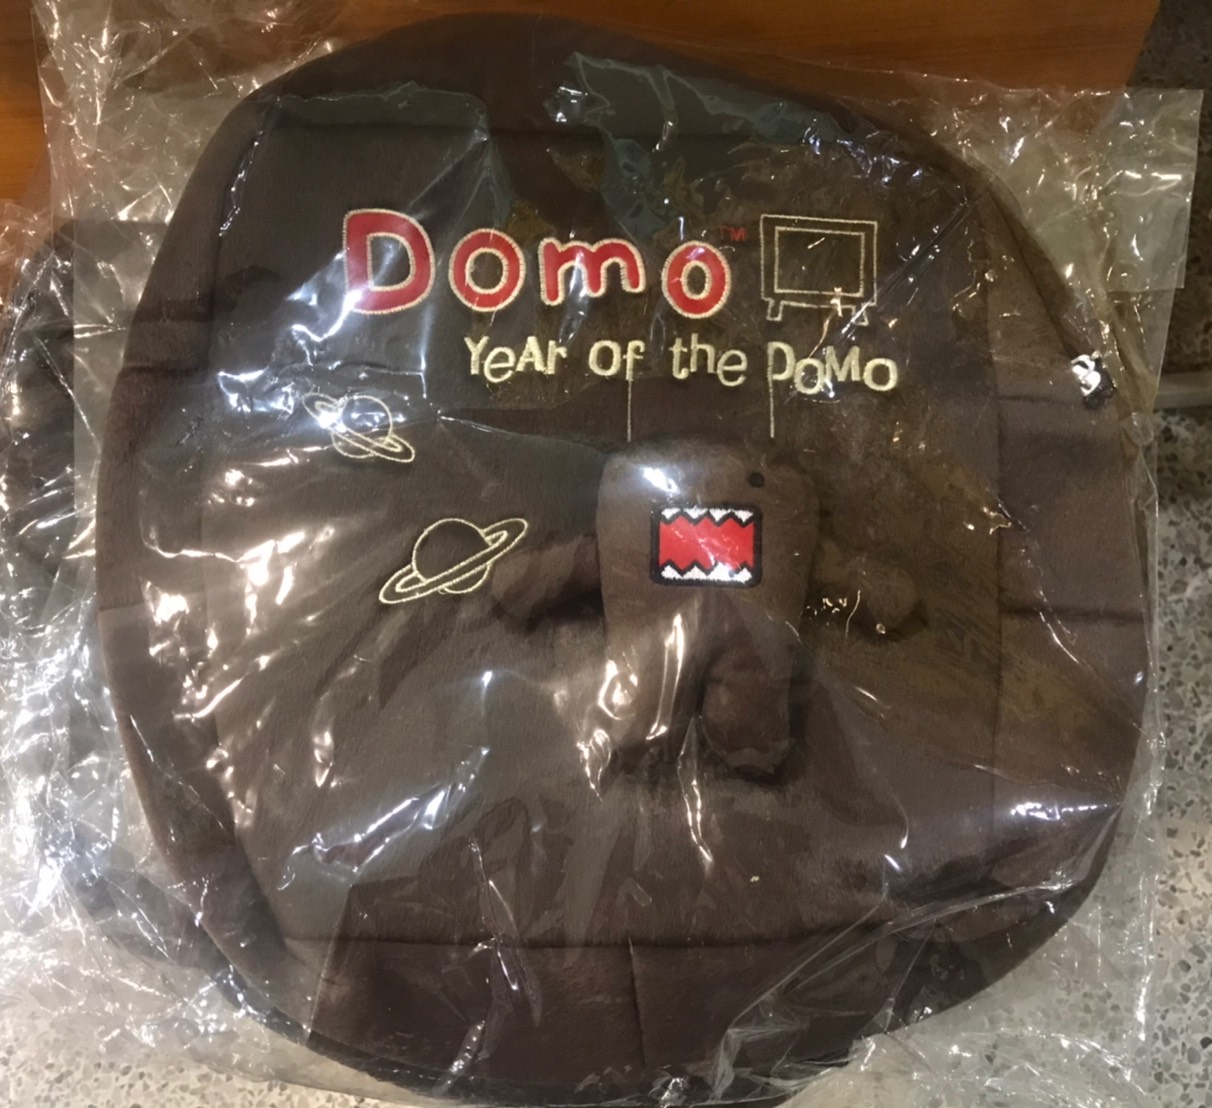 Domo™
Year of the Domo